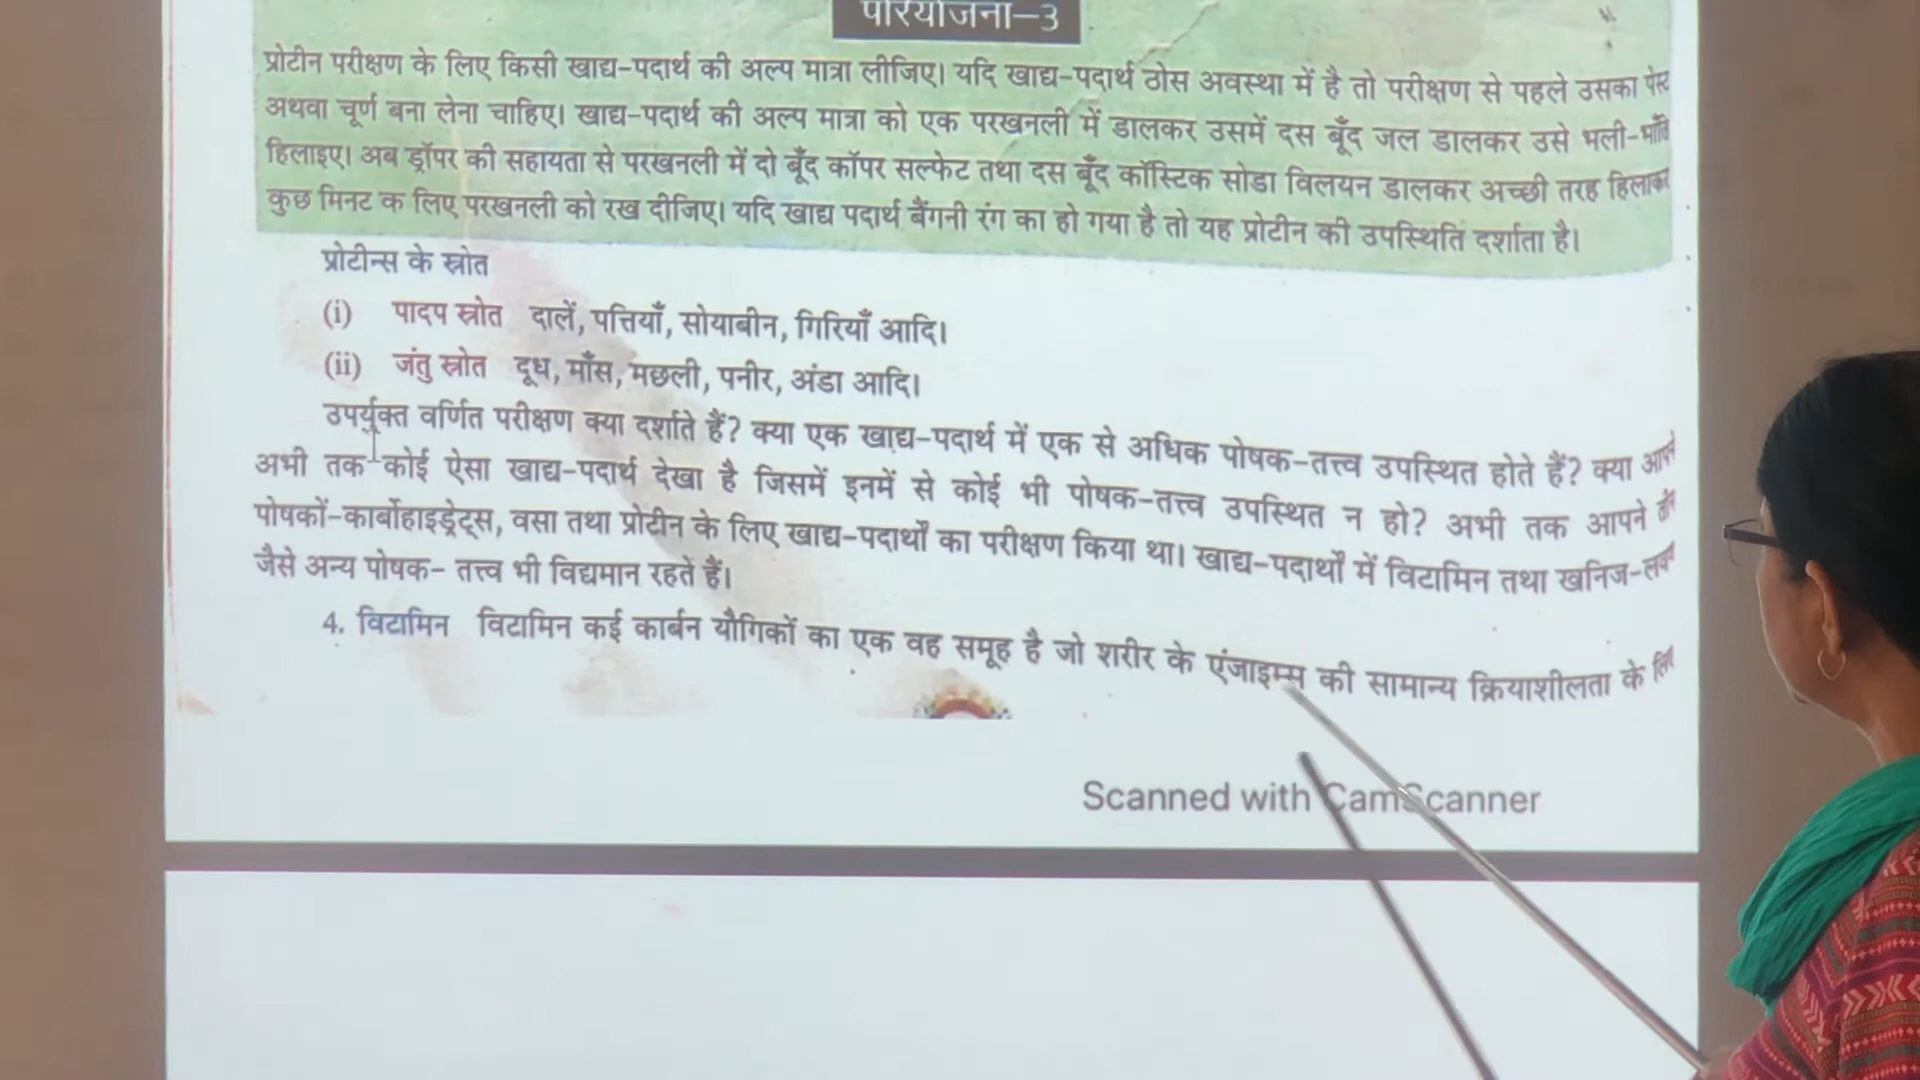 परियोजना-3
प्रोटीन परीक्षण के लिए किसी खाद्य-पदार्थ की अल्प मात्रा लीजिए। यदि खाद्य-पदार्थ ठोस अवस्था में है तो परीक्षण से पहले उसका पेस्ट
अथवा चूर्ण बना लेना चाहिए। खाद्य-पदार्थ की अल्प मात्रा को एक परखनली में डालकर उसमें दस बूँद जल डालकर उसे भली-भाँति
हिलाइए। अब ड्रॉपर की सहायता से परखनली में दो बूँद कॉपर सल्फेट तथा दस बूँद कॉस्टिक सोडा विलयन डालकर अच्छी तरह हिलाकर
कुछ मिनट क लिए परखनली को रख दीजिए। यदि खाद्य पदार्थ बैंगनी रंग का हो गया है तो यह प्रोटीन की उपस्थिति दर्शाता है।
प्रोटीन्स के स्रोत
(i) पादप स्रोत दालें, पत्तियाँ, सोयाबीन, गिरियाँ आदि।
(ii) जंतु स्रोत दूध, माँस, मछली, पनीर, अंडा आदि।
उपर्युक्त वर्णित परीक्षण क्या दर्शाते हैं? क्या एक खाद्य-पदार्थ में एक से अधिक पोषक-तत्त्व उपस्थित होते हैं? क्या आपने
अभी तक कोई ऐसा खाद्य-पदार्थ देखा है जिसमें इनमें से कोई भी पोषक-तत्त्व उपस्थित न हो? अभी तक आपने
पोषकों-कार्बोहाइड्रेट्स, वसा तथा प्रोटीन के लिए खाद्य-पदार्थों का परीक्षण किया था। खाद्य-पदार्थों में विटामिन तथा खनिज-लवण
जैसे अन्य पोषक- तत्त्व भी विद्यमान रहते हैं।
4. विटामिन विटामिन कई कार्बन यौगिकों का एक वह समूह है जो शरीर के एंजाइम्स की सामान्य क्रियाशीलता के लिए
Scanned with CamScanner